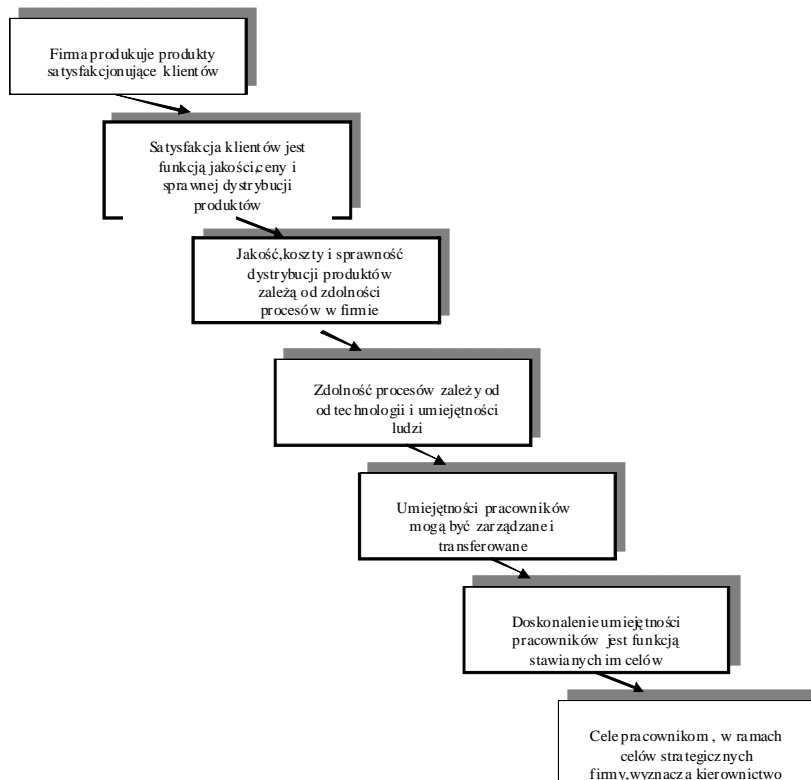 Firma produkuje produkty
satysfakcjonujące klientów
Satysfakcja klientów jest
funkcją jakości,ceny i
sprawnej dystrybucji
produktów
Jakość,koszty i sprawność
dystrybucji produktów
zależą od zdolności
procesów w firmie
Zdolność procesów zależy od
od technologii i umiejętności
ludzi
Umiejętności pracowników
mogą być zarządzane i
transferowane
Doskonalenie umiejętności
pracowników jest funkcją
stawianych im celów
Cele pracownikom , w ramach
celów strategicznych
firmy,wyznacza kierownictwo